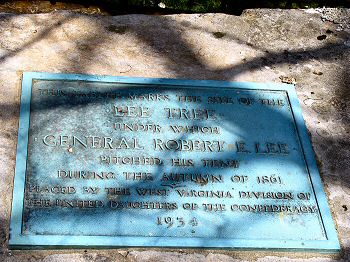 THIS TABLET MARKS THE SITE OF THE
LEE TREE
UNDER WHICH
GENERAL ROBERT E. LEE
PITCHED HIS TENT
DURING THE AUTUMN OF 1861
PLACED BY THE WEST VIRGINIA DIVISION OF
THE UNITED DAUGHTERS OF THE CONFEDERACY
1934